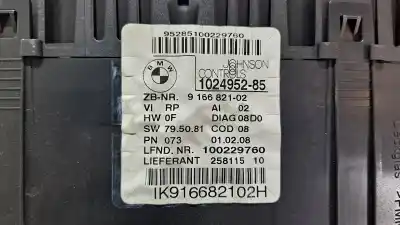 95285100229760
BMW
JOHNSON
CONTROLS
1024952-85
ZB-NR. 9 166 821-02
VI RP AI 02
HW 0F DIAG 08D0
SW 79.50.81 COD 08
PN 073 01.02.08
LFND. NR. 100229760
LIEFERANT 258115 10
IK916682102H